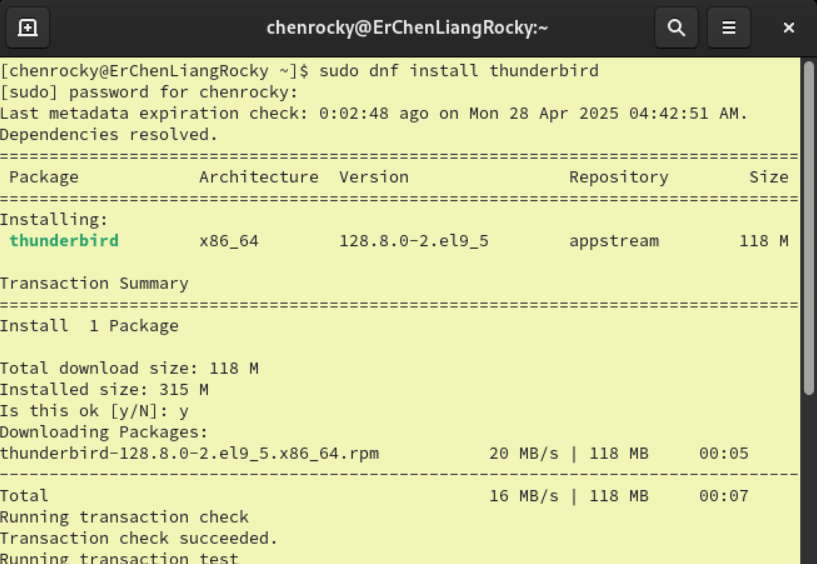 chenrocky@ErChenLiangRocky:~
[chenrocky@ErChenLiangRocky ~]$ sudo dnf install thunderbird
[sudo] password for chenrocky:
Last metadata expiration check: 0:02:48 ago on Mon 28 Apr 2025 04:42:51 AM.
Dependencies resolved.
================================================================================
 Package            Architecture  Version                Repository        Size
================================================================================
Installing:
 thunderbird        x86_64        128.8.0-2.el9_5        appstream        118 M

Transaction Summary
================================================================================
Install  1 Package

Total download size: 118 M
Installed size: 315 M
Is this ok [y/N]: y
Downloading Packages:
thunderbird-128.8.0-2.el9_5.x86_64.rpm           20 MB/s | 118 MB     00:05
--------------------------------------------------------------------------------
Total                                            16 MB/s | 118 MB     00:07
Running transaction check
Transaction check succeeded.
Running transaction test